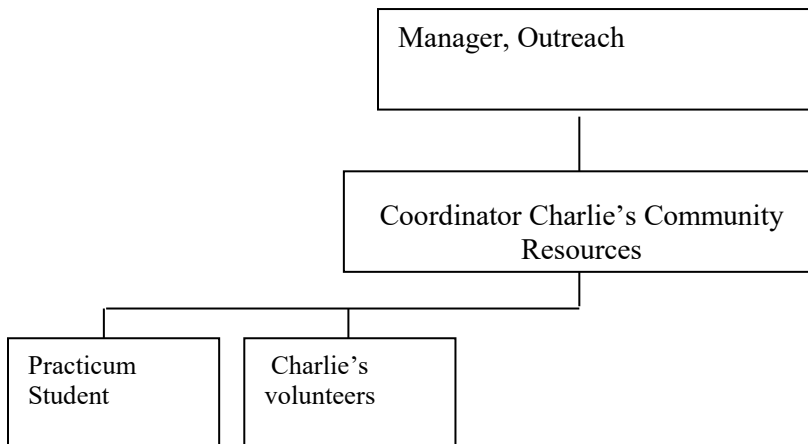 Manager, Outreach
Coordinator Charlie’s Community
Resources
Practicum
Student
Charlie’s
volunteers